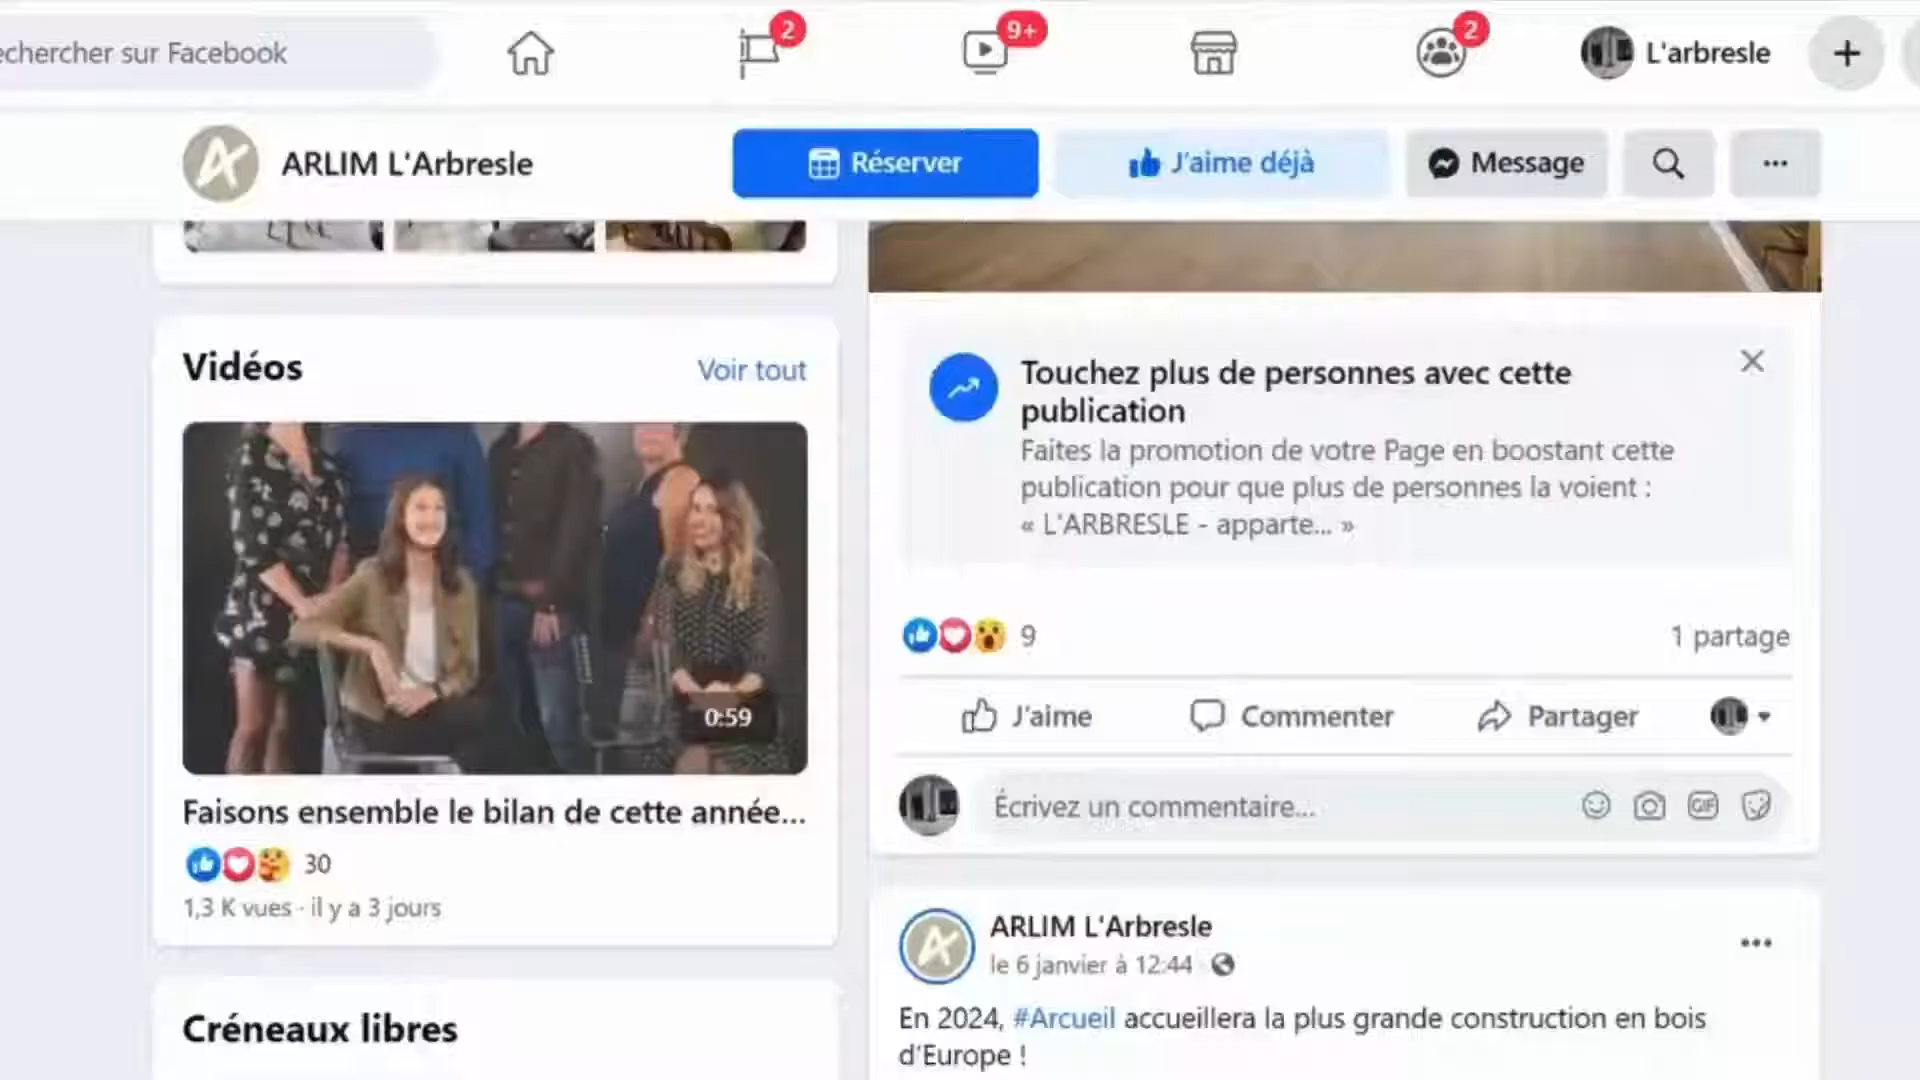 echercher sur Facebook
2
9+
2
L'arbresle
ARLIM L'Arbresle
Réserver
J'aime déjà
Message
Vidéos
Voir tout
0:59
Faisons ensemble le bilan de cette année...
30
1,3 K vues · il y a 3 jours
Créneaux libres
Touchez plus de personnes avec cette
publication
Faites la promotion de votre Page en boostant cette
publication pour que plus de personnes la voient :
« L'ARBRESLE - apparte... »
9
1 partage
J'aime
Commenter
Partager
Écrivez un commentaire...
GIF
ARLIM L'Arbresle
le 6 janvier à 12:44
En 2024, #Arcueil accueillera la plus grande construction en bois
d'Europe !